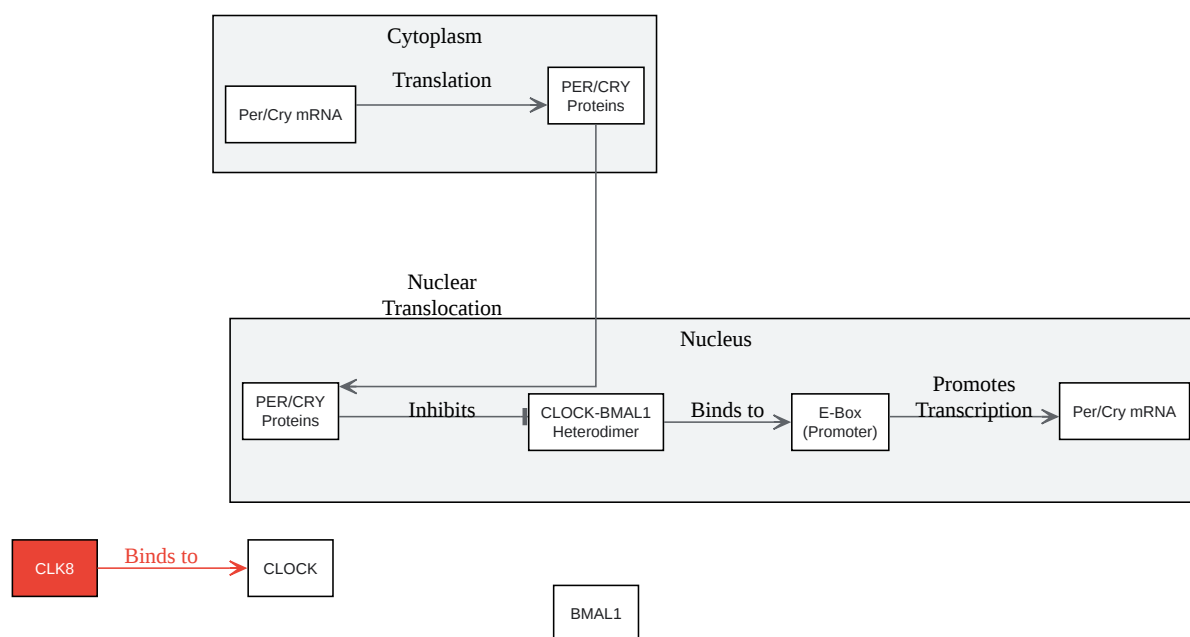 Cytoplasm
Translation
Per/Cry mRNA
PER/CRY
Proteins
Nuclear
Translocation
Nucleus
PER/CRY
Proteins
Inhibits
CLOCK-BMAL1
Heterodimer
Binds to
E-Box
(Promoter)
Promotes
Transcription
Per/Cry mRNA
CLK8
Binds to
CLOCK
BMAL1